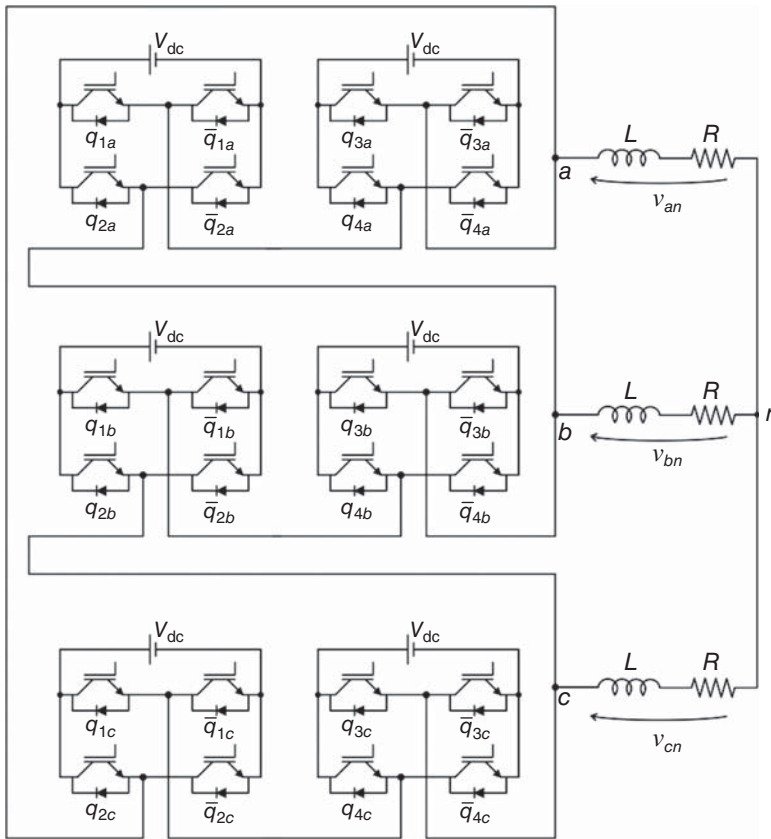 V_dc V_dc
q_1a q̅_1a q_3a q̅_3a
L R
a
v_an
q_2a q̅_2a q_4a q̅_4a
V_dc V_dc
q_1b q̅_1b q_3b q̅_3b
L R
b
v_bn
q_2b q̅_2b q_4b q̅_4b
V_dc V_dc
q_1c q̅_1c q_3c q̅_3c
L R
c
v_cn
q_2c q̅_2c q_4c q̅_4c